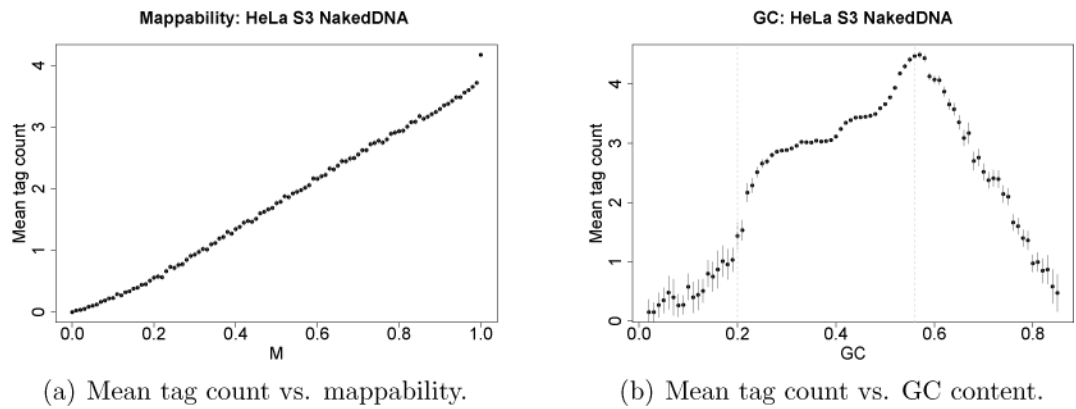 Mappability: HeLa S3 NakedDNA
Mean tag count
4
3
2
1
0
0.0 0.2 0.4 0.6 0.8 1.0
M
(a) Mean tag count vs. mappability.
GC: HeLa S3 NakedDNA
Mean tag count
4
3
2
1
0
0.0 0.2 0.4 0.6 0.8
GC
(b) Mean tag count vs. GC content.